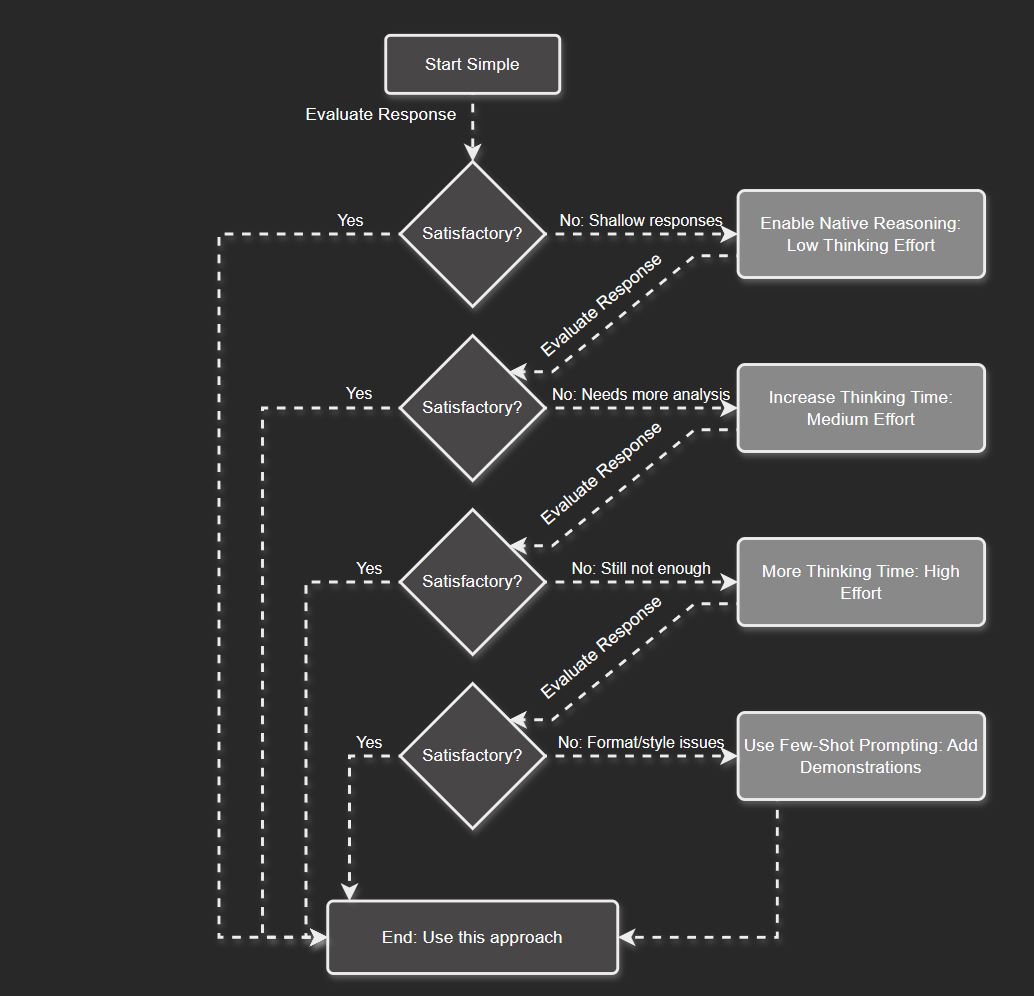 Start Simple
Evaluate Response
Satisfactory?
Yes
No: Shallow responses
Enable Native Reasoning:
Low Thinking Effort
Evaluate Response
Satisfactory?
Yes
No: Needs more analysis
Increase Thinking Time:
Medium Effort
Evaluate Response
Satisfactory?
Yes
No: Still not enough
More Thinking Time: High
Effort
Evaluate Response
Satisfactory?
Yes
No: Format/style issues
Use Few-Shot Prompting: Add
Demonstrations
End: Use this approach